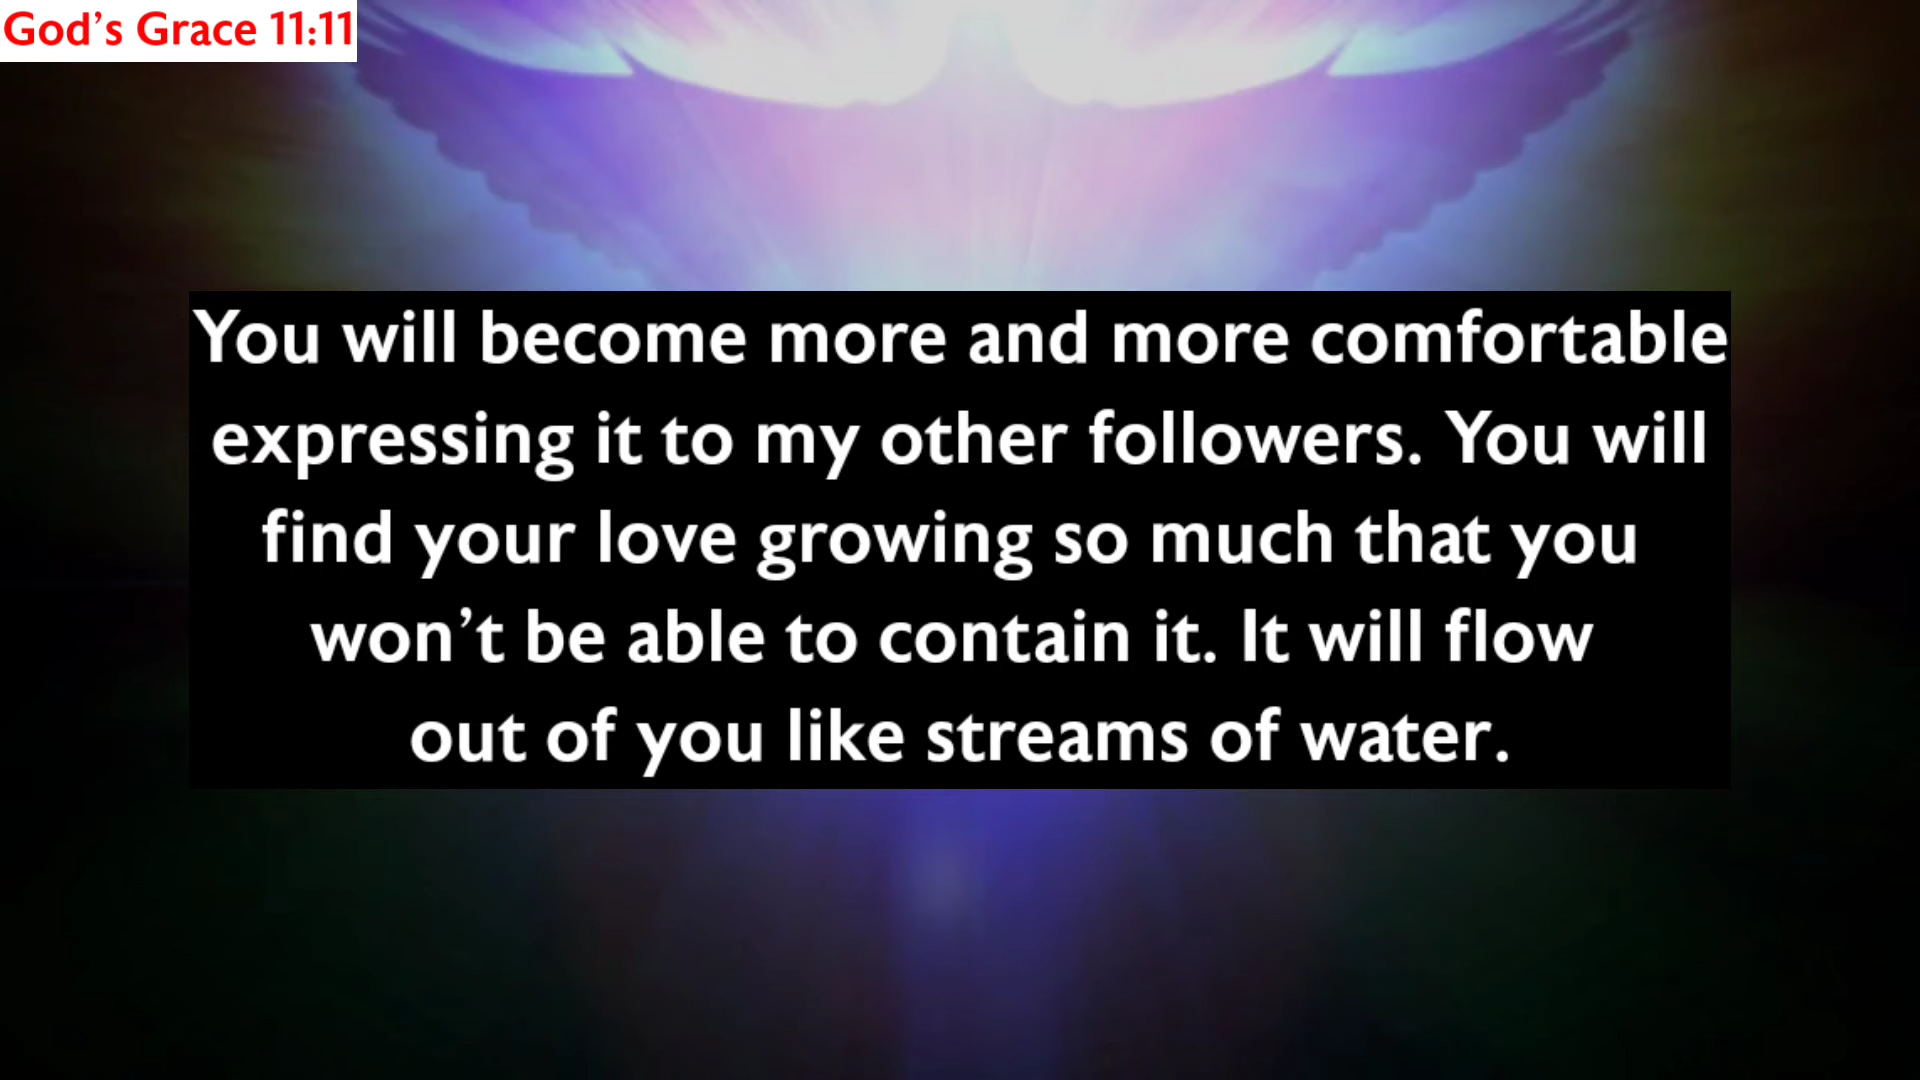 God’s Grace 11:11
You will become more and more comfortable
expressing it to my other followers. You will
find your love growing so much that you
won’t be able to contain it. It will flow
out of you like streams of water.